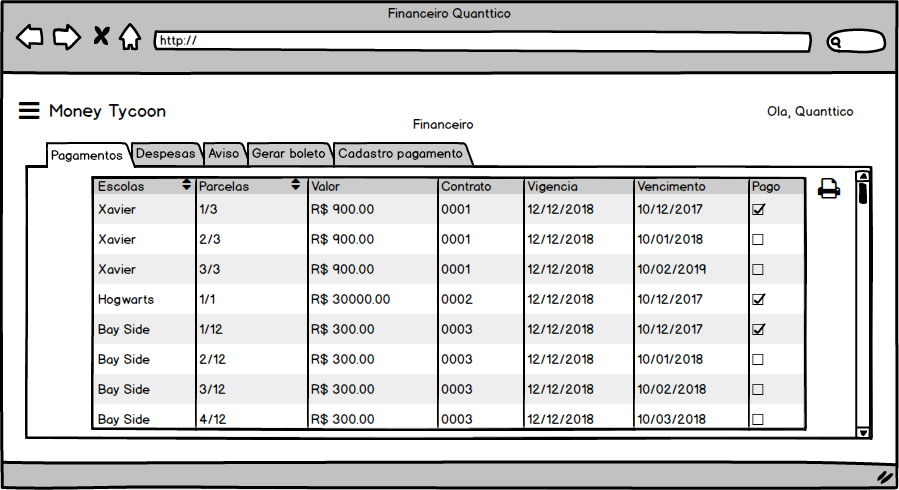 Financeiro Quanttico
http://
Money Tycoon
Ola, Quanttico
Financeiro
Pagamentos Despesas Aviso Gerar boleto Cadastro pagamento
Escolas Parcelas Valor Contrato Vigencia Vencimento Pago
Xavier 1/3 R$ 900.00 0001 12/12/2018 10/12/2017
Xavier 2/3 R$ 900.00 0001 12/12/2018 10/01/2018
Xavier 3/3 R$ 900.00 0001 12/12/2018 10/02/2019
Hogwarts 1/1 R$ 30000.00 0002 12/12/2018 10/12/2017
Bay Side 1/12 R$ 300.00 0003 12/12/2018 10/12/2017
Bay Side 2/12 R$ 300.00 0003 12/12/2018 10/01/2018
Bay Side 3/12 R$ 300.00 0003 12/12/2018 10/02/2018
Bay Side 4/12 R$ 300.00 0003 12/12/2018 10/03/2018